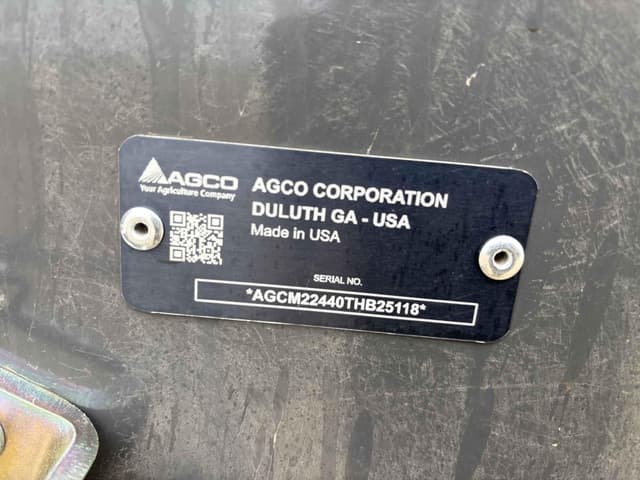 AGCO
Your Agriculture Company
AGCO CORPORATION
DULUTH GA - USA
Made in USA
SERIAL NO.
*AGCM22440THB25118*